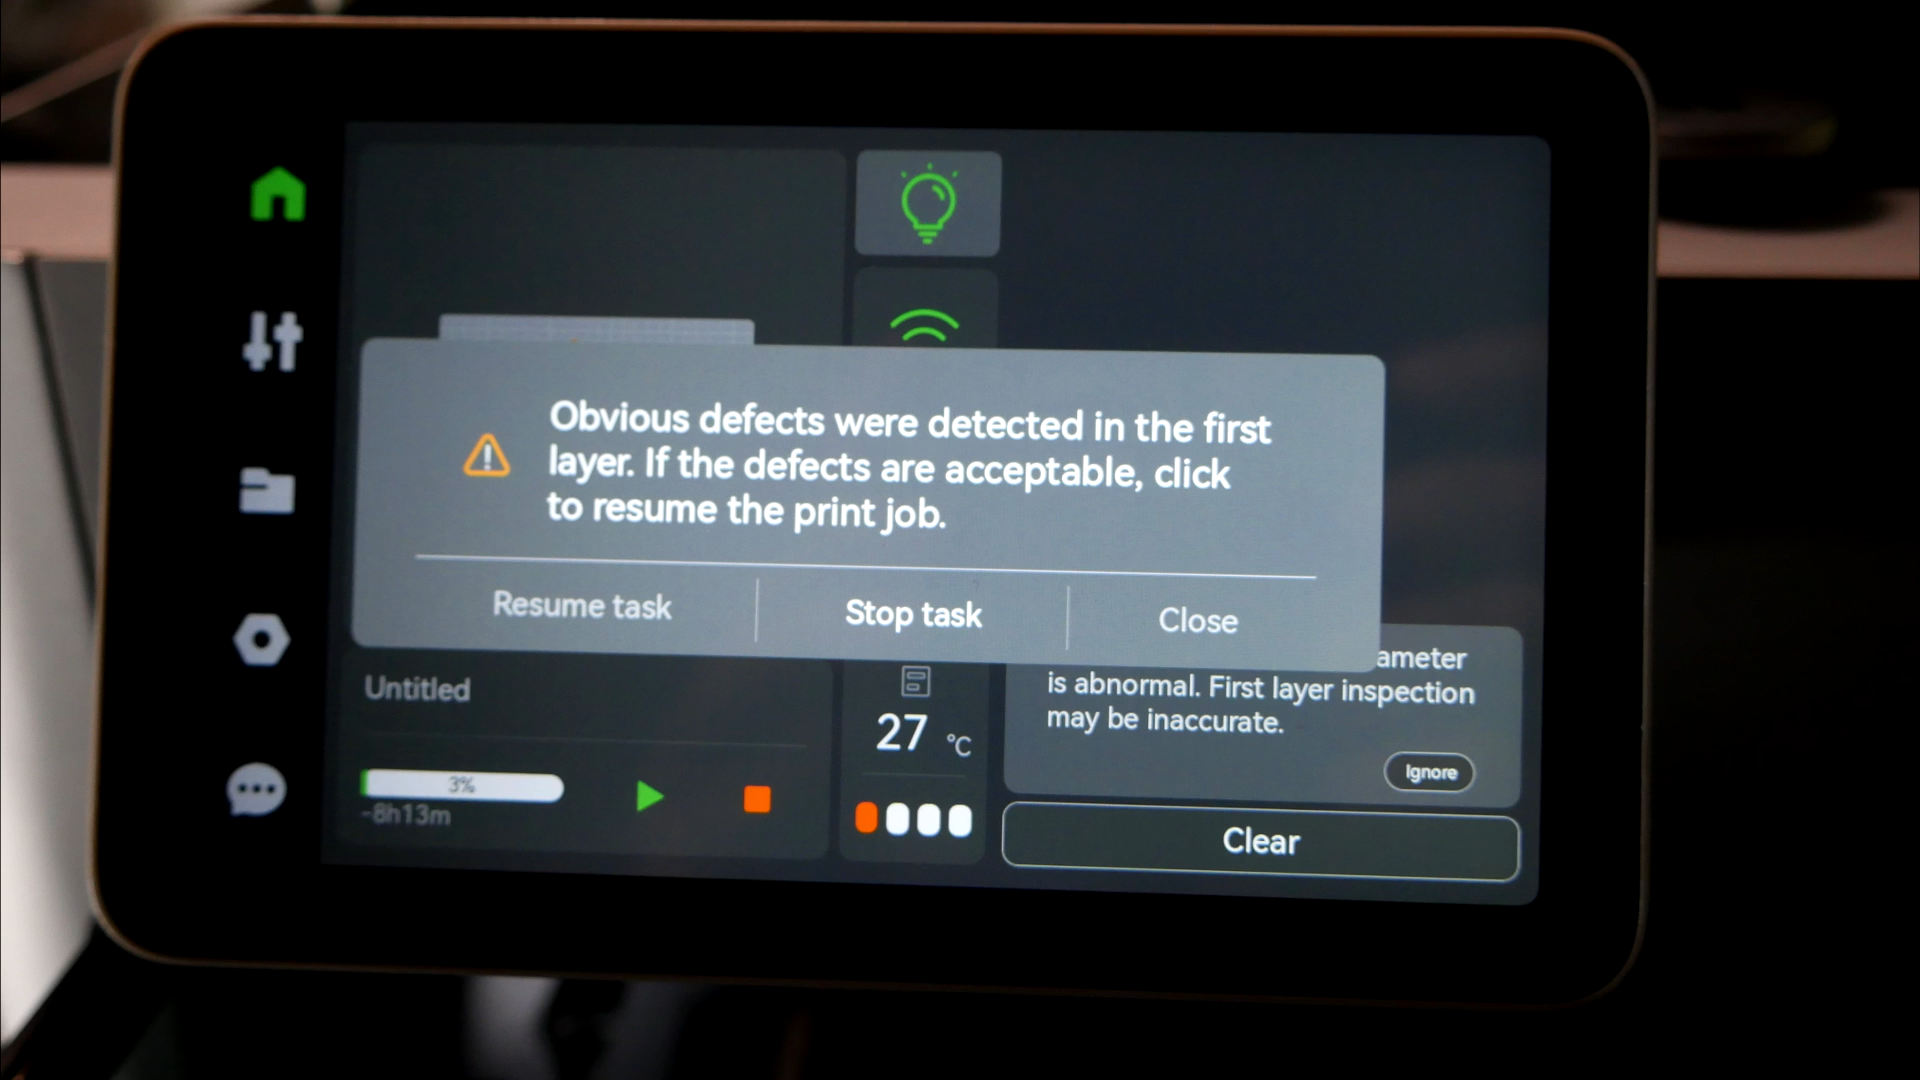 Obvious defects were detected in the first
layer. If the defects are acceptable, click
to resume the print job.
Resume task
Stop task
Close
Untitled
3%
-8h13m
27 °C
ameter
is abnormal. First layer inspection
may be inaccurate.
Ignore
Clear